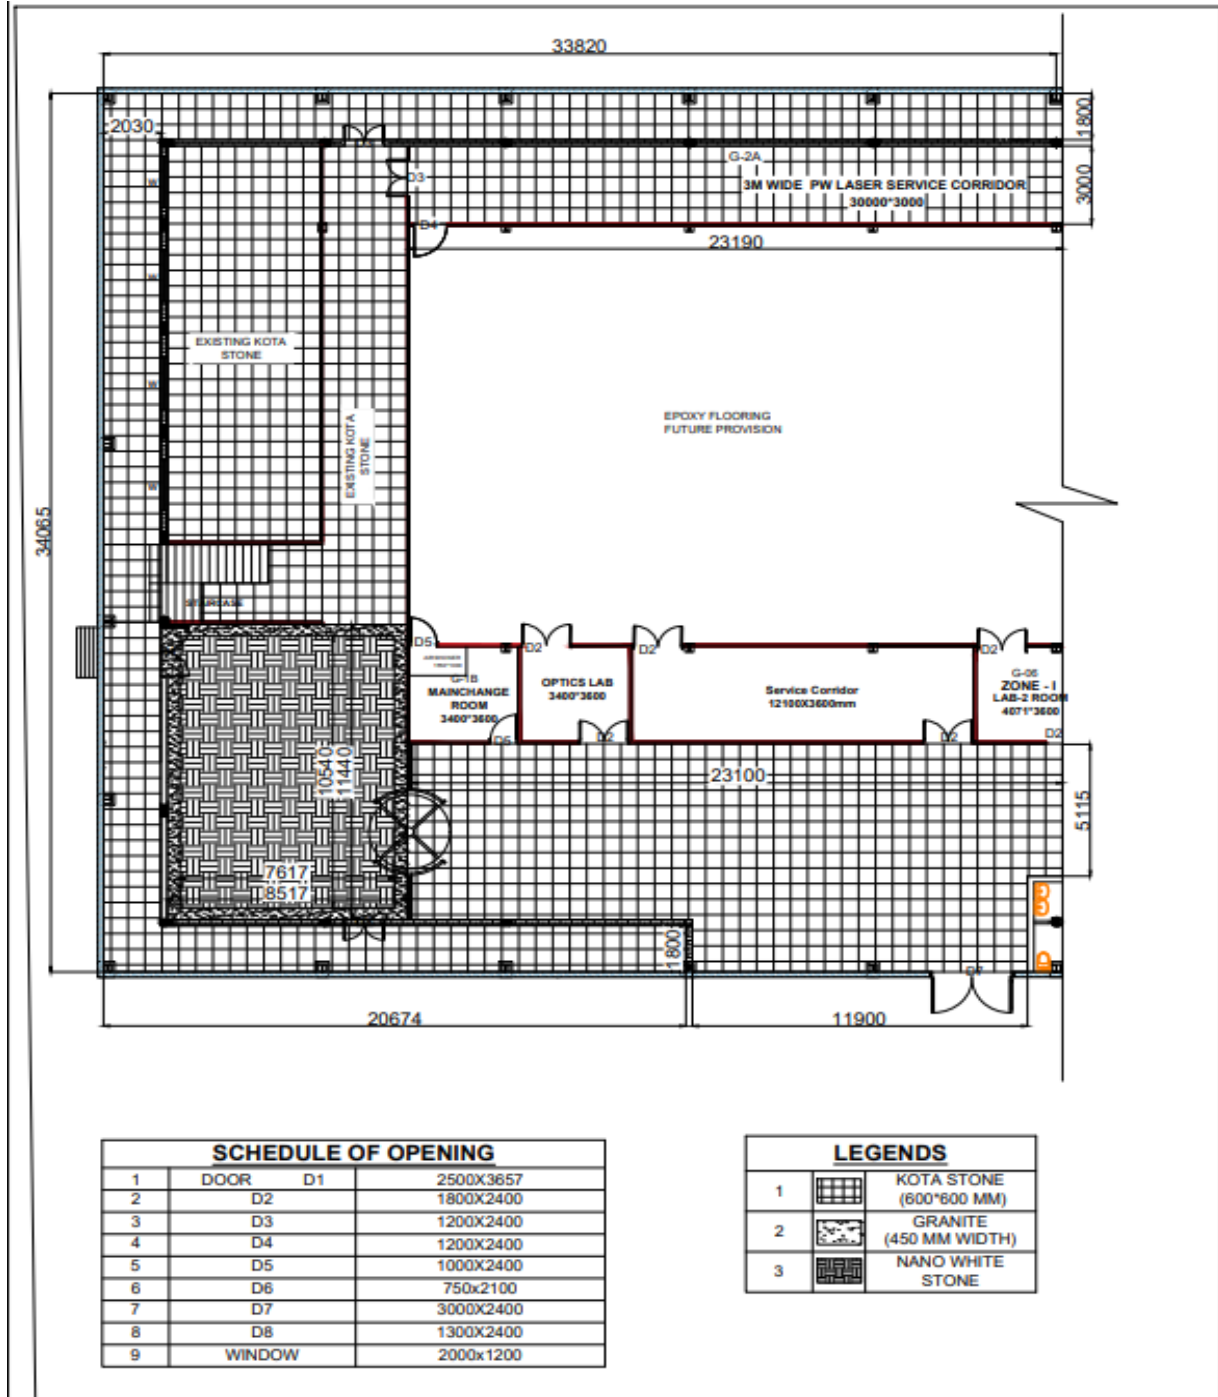 33820
2030
1800
G-2A
D3
3M WIDE PW LASER SERVICE CORRIDOR
30000*3000
3000
W
D4
23190
W
EXISTING KOTA
STONE
W
EPOXY FLOORING
FUTURE PROVISION
EXISTING KOTA
STONE
W
34065
STAIRCASE
D5
D2
D2
D2
G-1B
MAINCHANGE
ROOM
3400*3600
OPTICS LAB
3400*3600
Service Corridor
12100X3600mm
G-06
ZONE - I
LAB-2 ROOM
4071*3600
D5
D2
D2
D2
10540
11440
23100
5115
7617
8517
1800
D7
20674
11900
SCHEDULE OF OPENING
1 DOOR D1 2500X3657
2 D2 1800X2400
3 D3 1200X2400
4 D4 1200X2400
5 D5 1000X2400
6 D6 750x2100
7 D7 3000X2400
8 D8 1300X2400
9 WINDOW 2000x1200
LEGENDS
1 KOTA STONE
(600*600 MM)
2 GRANITE
(450 MM WIDTH)
3 NANO WHITE
STONE